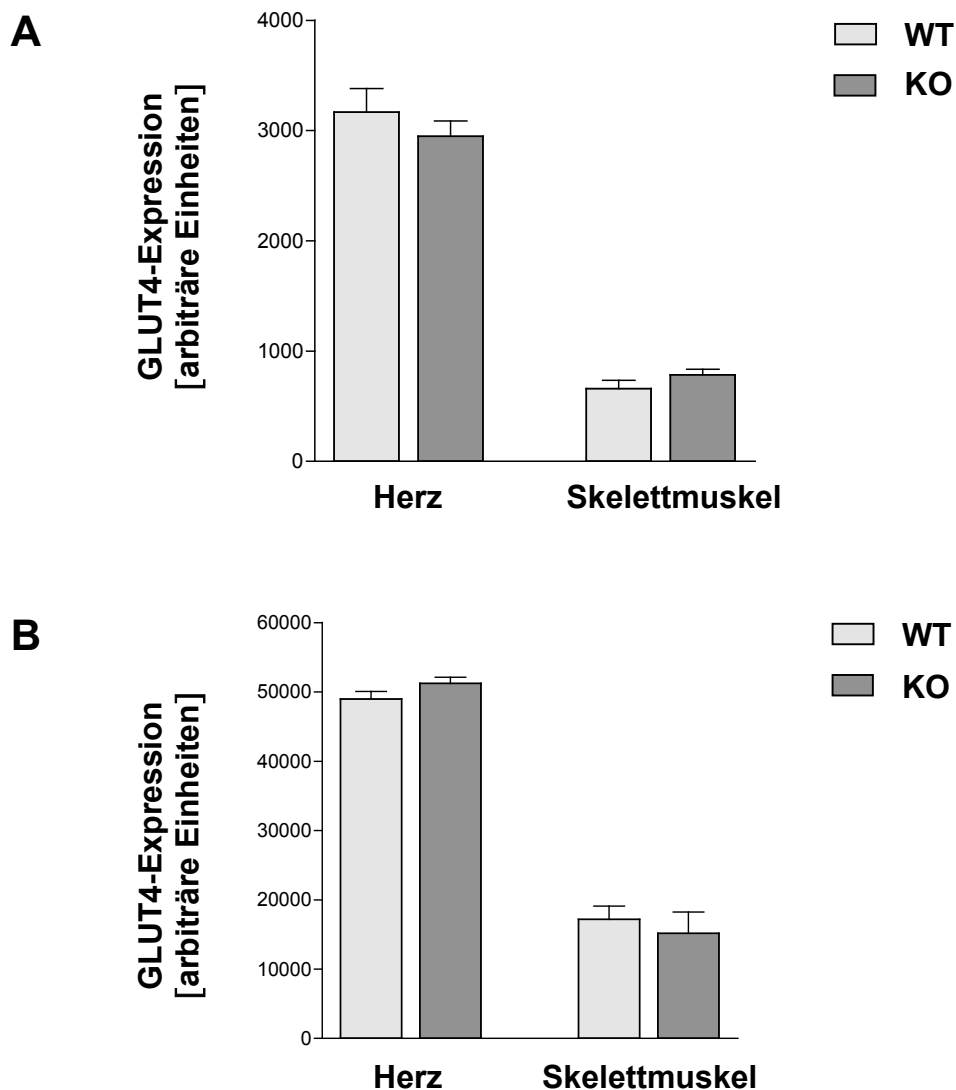 A
GLUT4-Expression
[arbiträre Einheiten]
4000
3000
2000
1000
0
Herz
Skelettmuskel
WT
KO
B
GLUT4-Expression
[arbiträre Einheiten]
60000
50000
40000
30000
20000
10000
0
Herz
Skelettmuskel
WT
KO